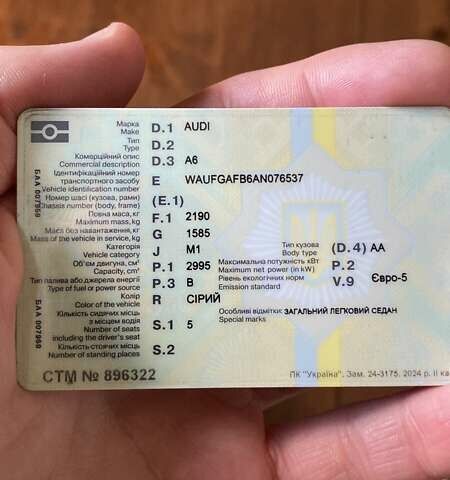 Марка
Make D.1 AUDI
Тип
Type D.2
Комерційний опис
Commercial description D.3 A6
Ідентифікаційний номер
транспортного засобу E WAUFGAFB6AN076537
Vehicle identification number
Номер шасі (кузова, рами) (E.1)
Chassis number (body, frame)
Повна маса, кг
Maximum mass, kg F.1 2190
Маса без навантаження, кг
Mass of the vehicle in service, kg G 1585
Категорія
Vehicle category J M1
Тип кузова
Body type (D.4) AA
Об'єм двигуна, см³
Capacity, cm³ P.1 2995
Максимальна потужність кВт
Maximum net power (in kW) P.2
Тип палива або джерела енергії
Type of fuel or power source P.3 B
Рівень екологічних норм
Emission standard V.9 Євро-5
Колір
Color of the vehicle R СІРИЙ
Кількість сидячих місць
з місцем водія
Number of seats S.1 5
including the driver's seat
Особливі відмітки: ЗАГАЛЬНИЙ ЛЕГКОВИЙ СЕДАН
Special marks
Кількість стоячих місць
Number of standing places S.2
СТМ № 896322
ПК "Україна". Зам. 24-3175. 2024 р. ІІ кв
БАА 007969
БАА 007969